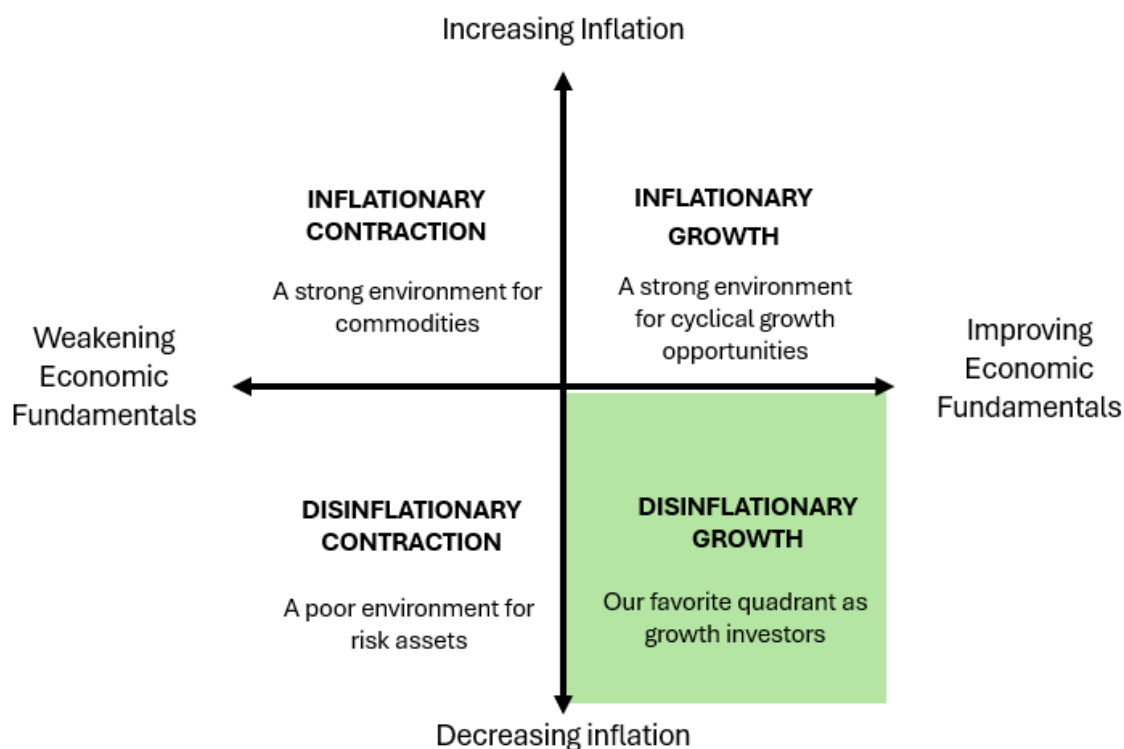 Increasing Inflation
INFLATIONARY
CONTRACTION
A strong environment for
commodities
INFLATIONARY
GROWTH
A strong environment
for cyclical growth
opportunities
Weakening
Economic
Fundamentals
Improving
Economic
Fundamentals
DISINFLATIONARY
CONTRACTION
A poor environment for
risk assets
DISINFLATIONARY
GROWTH
Our favorite quadrant as
growth investors
Decreasing inflation